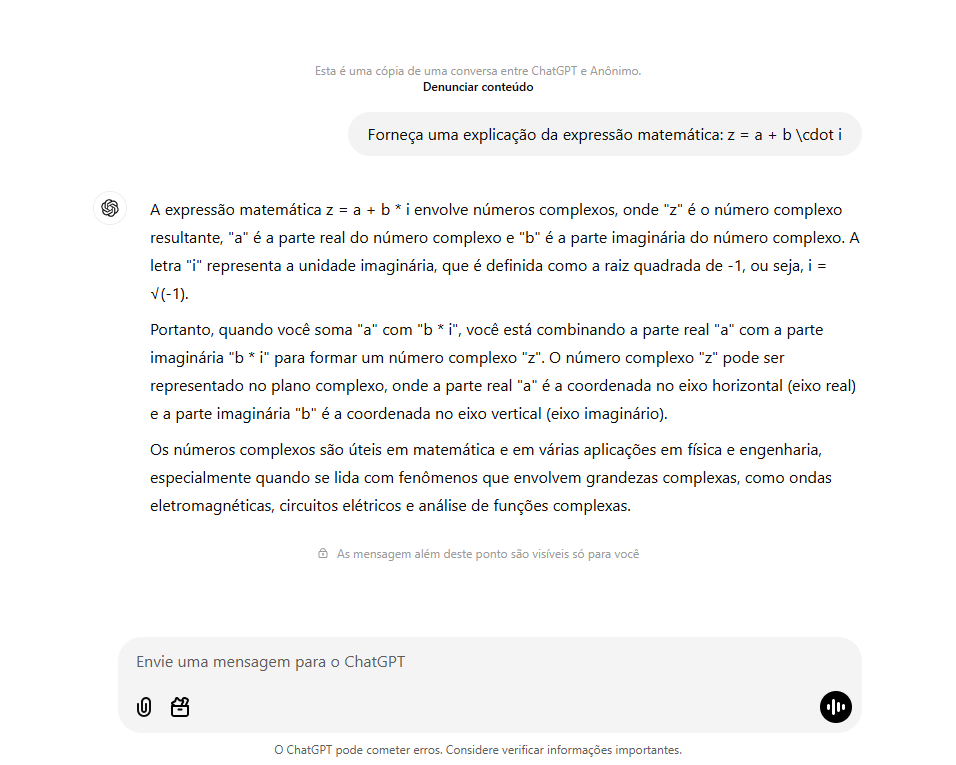 Esta é uma cópia de uma conversa entre ChatGPT e Anônimo.
Denunciar conteúdo
Forneça uma explicação da expressão matemática: z = a + b \cdot i
A expressão matemática z = a + b * i envolve números complexos, onde "z" é o número complexo
resultante, "a" é a parte real do número complexo e "b" é a parte imaginária do número complexo. A
letra "i" representa a unidade imaginária, que é definida como a raiz quadrada de -1, ou seja, i =
√(-1).
Portanto, quando você soma "a" com "b * i", você está combinando a parte real "a" com a parte
imaginária "b * i" para formar um número complexo "z". O número complexo "z" pode ser
representado no plano complexo, onde a parte real "a" é a coordenada no eixo horizontal (eixo real)
e a parte imaginária "b" é a coordenada no eixo vertical (eixo imaginário).
Os números complexos são úteis em matemática e em várias aplicações em física e engenharia,
especialmente quando se lida com fenômenos que envolvem grandezas complexas, como ondas
eletromagnéticas, circuitos elétricos e análise de funções complexas.
As mensagem além deste ponto são visíveis só para você
Envie uma mensagem para o ChatGPT
O ChatGPT pode cometer erros. Considere verificar informações importantes.